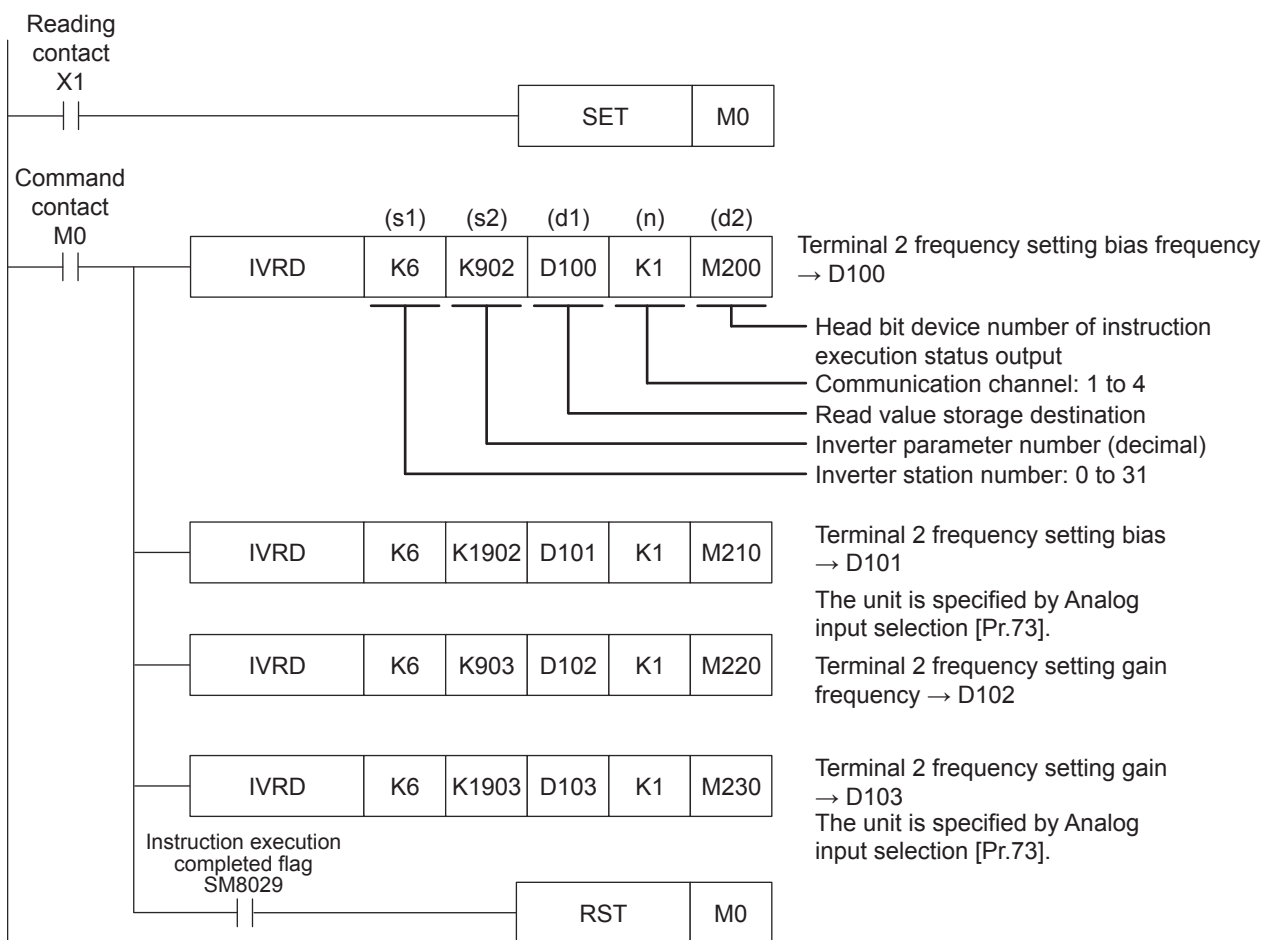 Reading
contact
X1
SET M0
Command
contact
M0
(s1) (s2) (d1) (n) (d2)
IVRD K6 K902 D100 K1 M200
Terminal 2 frequency setting bias frequency
→ D100
Head bit device number of instruction
execution status output
Communication channel: 1 to 4
Read value storage destination
Inverter parameter number (decimal)
Inverter station number: 0 to 31
IVRD K6 K1902 D101 K1 M210
Terminal 2 frequency setting bias
→ D101
The unit is specified by Analog
input selection [Pr.73].
IVRD K6 K903 D102 K1 M220
Terminal 2 frequency setting gain
frequency → D102
IVRD K6 K1903 D103 K1 M230
Terminal 2 frequency setting gain
→ D103
The unit is specified by Analog
input selection [Pr.73].
Instruction execution
completed flag
SM8029
RST M0